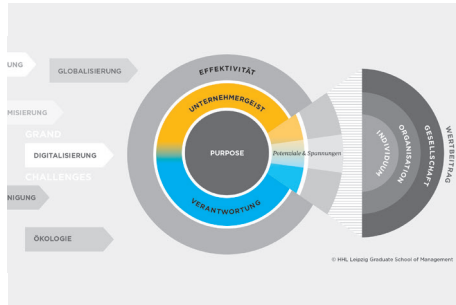 UNG
GLOBALISIERUNG
MISIERUNG
GRAND
DIGITALISIERUNG
CHALLENGES
NIGUNG
ÖKOLOGIE
EFFEKTIVITÄT
UNTERNEHMERGEIST
PURPOSE
Potenziale & Spannungen
VERANTWORTUNG
INDIVIDUUM
ORGANISATION
GESELLSCHAFT
WERTBEITRAG
© HHL Leipzig Graduate School of Management